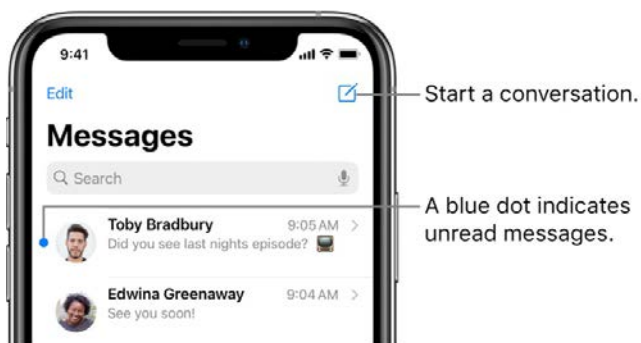 9:41
Edit
Start a conversation.
Messages
Search
Toby Bradbury 9:05 AM
Did you see last nights episode?
A blue dot indicates
unread messages.
Edwina Greenaway 9:04 AM
See you soon!